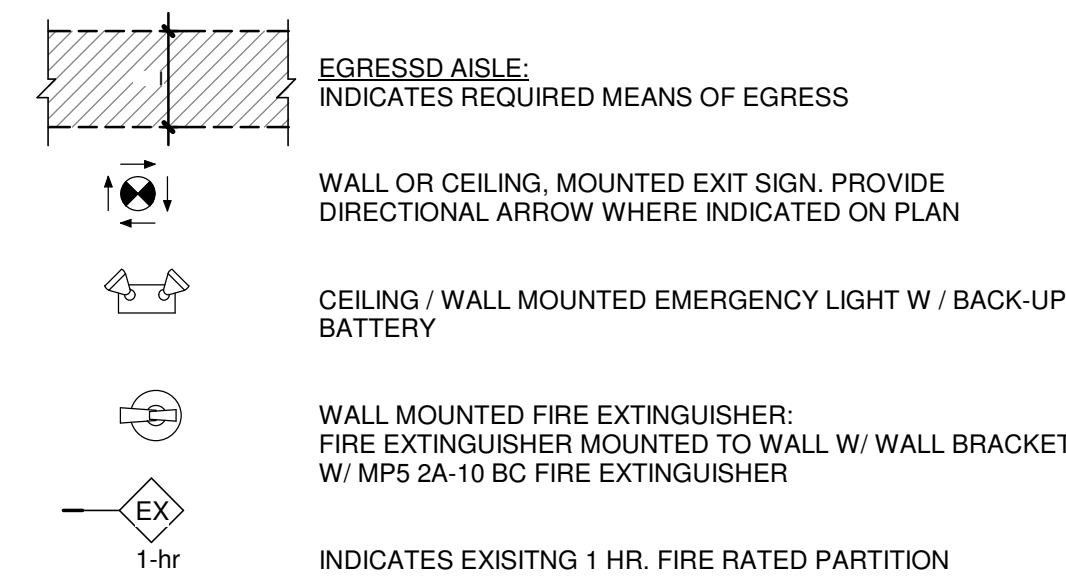 EGRESSD AISLE:
INDICATES REQUIRED MEANS OF EGRESS
WALL OR CEILING, MOUNTED EXIT SIGN. PROVIDE
DIRECTIONAL ARROW WHERE INDICATED ON PLAN
CEILING / WALL MOUNTED EMERGENCY LIGHT W / BACK-UP
BATTERY
WALL MOUNTED FIRE EXTINGUISHER:
FIRE EXTINGUISHER MOUNTED TO WALL W/ WALL BRACKET
W/ MP5 2A-10 BC FIRE EXTINGUISHER
EX
1-hr
INDICATES EXISITNG 1 HR. FIRE RATED PARTITION